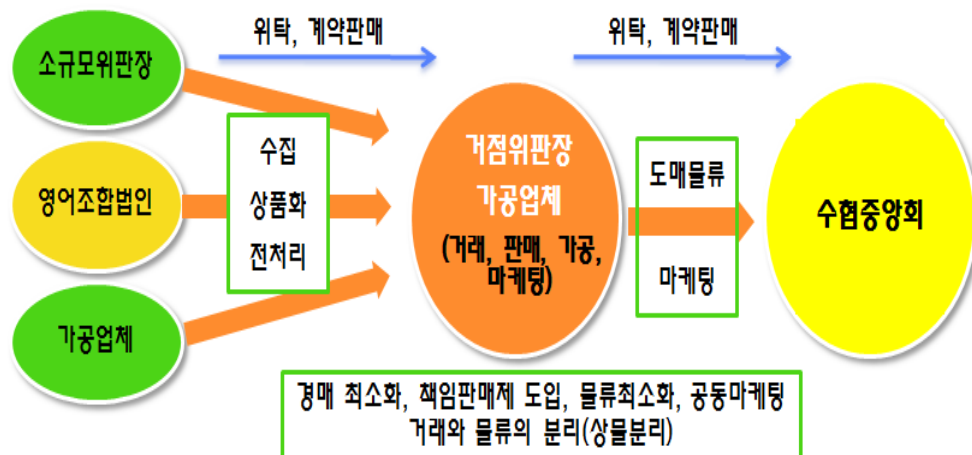 위탁, 계약판매
위탁, 계약판매
소규모위판장
영어조합법인
가공업체
수집
상품화
전처리
거점위판장
가공업체
(거래, 판매, 가공,
마케팅)
도매물류
마케팅
수협중앙회
경매 최소화, 책임판매제 도입, 물류최소화, 공동마케팅
거래와 물류의 분리(상물분리)